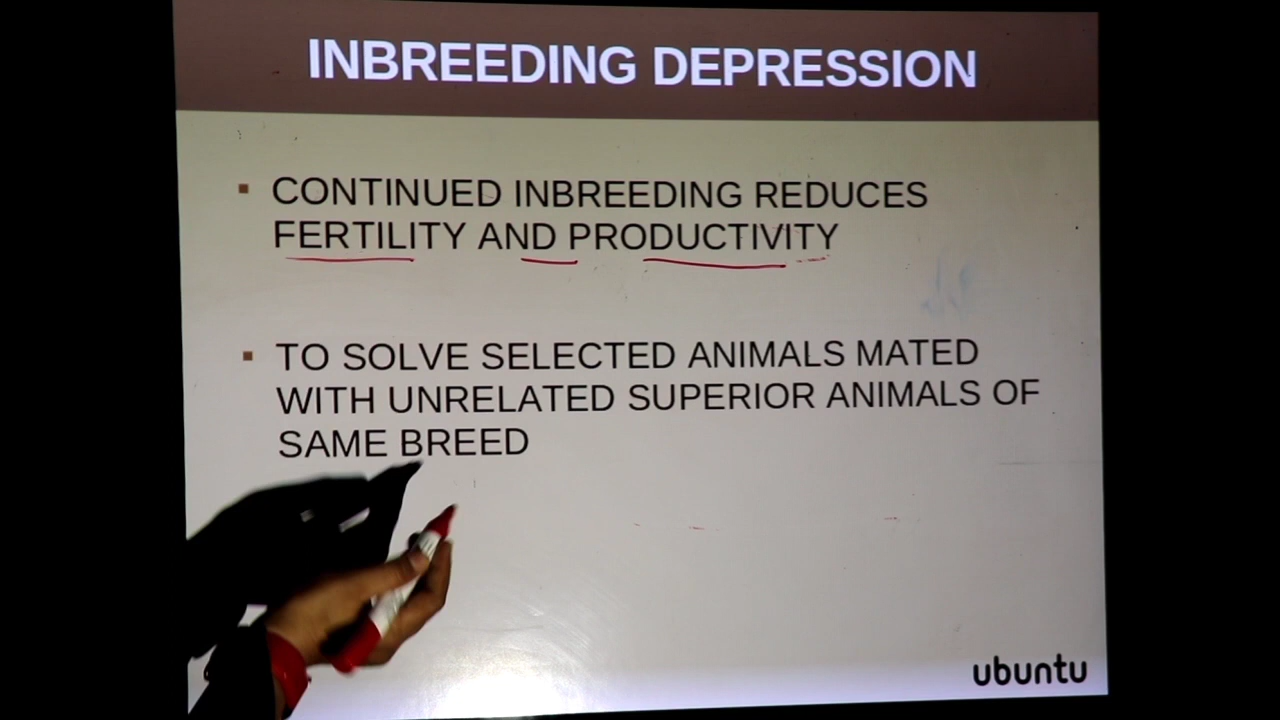 INBREEDING DEPRESSION
CONTINUED INBREEDING REDUCES
FERTILITY AND PRODUCTIVITY
TO SOLVE SELECTED ANIMALS MATED
WITH UNRELATED SUPERIOR ANIMALS OF
SAME BREED
ubuntu